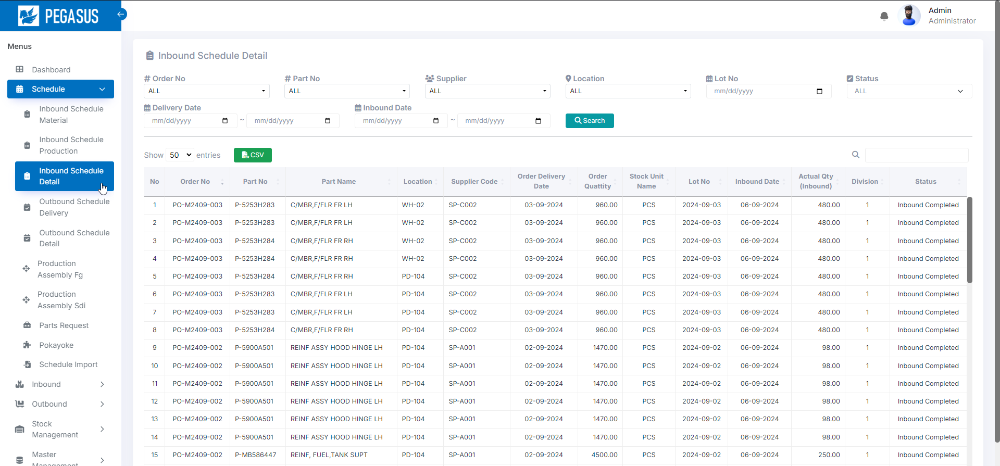 PEGASUS
Admin
Administrator
Menus
Dashboard
Schedule
Inbound Schedule
Material
Inbound Schedule
Production
Inbound Schedule
Detail
Outbound Schedule
Delivery
Outbound Schedule
Detail
Production
Assembly Fg
Production
Assembly Sdi
Parts Request
Pokayoke
Schedule Import
Inbound
Outbound
Stock
Management
Master
Management
Inbound Schedule Detail
# Order No # Part No Supplier Location Lot No Status
ALL ALL ALL ALL mm/dd/yyyy ALL
Delivery Date Inbound Date
mm/dd/yyyy ~ mm/dd/yyyy mm/dd/yyyy ~ mm/dd/yyyy Search
Show 50 entries CSV
No Order No Part No Part Name Location Supplier Code Order Delivery Date Order Quattity Stock Unit Name Lot No Inbound Date Actual Qty (Inbound) Division Status
1 PO-M2409-003 P-5253H283 C/MBR,F/FLR FR LH WH-02 SP-C002 03-09-2024 960.00 PCS 2024-09-03 06-09-2024 480.00 1 Inbound Completed
2 PO-M2409-003 P-5253H283 C/MBR,F/FLR FR LH WH-02 SP-C002 03-09-2024 960.00 PCS 2024-09-03 06-09-2024 480.00 1 Inbound Completed
3 PO-M2409-003 P-5253H284 C/MBR,F/FLR FR RH WH-02 SP-C002 03-09-2024 960.00 PCS 2024-09-03 06-09-2024 480.00 1 Inbound Completed
4 PO-M2409-003 P-5253H284 C/MBR,F/FLR FR RH WH-02 SP-C002 03-09-2024 960.00 PCS 2024-09-03 06-09-2024 480.00 1 Inbound Completed
5 PO-M2409-003 P-5253H284 C/MBR,F/FLR FR RH PD-104 SP-C002 03-09-2024 960.00 PCS 2024-09-03 06-09-2024 480.00 1 Inbound Completed
6 PO-M2409-003 P-5253H283 C/MBR,F/FLR FR LH PD-104 SP-C002 03-09-2024 960.00 PCS 2024-09-03 06-09-2024 480.00 1 Inbound Completed
7 PO-M2409-003 P-5253H283 C/MBR,F/FLR FR LH PD-104 SP-C002 03-09-2024 960.00 PCS 2024-09-03 06-09-2024 480.00 1 Inbound Completed
8 PO-M2409-003 P-5253H284 C/MBR,F/FLR FR RH PD-104 SP-C002 03-09-2024 960.00 PCS 2024-09-03 06-09-2024 480.00 1 Inbound Completed
9 PO-M2409-002 P-5900A501 REINF ASSY HOOD HINGE LH PD-104 SP-A001 02-09-2024 1470.00 PCS 2024-09-02 06-09-2024 98.00 1 Inbound Completed
10 PO-M2409-002 P-5900A501 REINF ASSY HOOD HINGE LH PD-104 SP-A001 02-09-2024 1470.00 PCS 2024-09-02 06-09-2024 98.00 1 Inbound Completed
11 PO-M2409-002 P-5900A501 REINF ASSY HOOD HINGE LH PD-104 SP-A001 02-09-2024 1470.00 PCS 2024-09-02 06-09-2024 98.00 1 Inbound Completed
12 PO-M2409-002 P-5900A501 REINF ASSY HOOD HINGE LH PD-104 SP-A001 02-09-2024 1470.00 PCS 2024-09-02 06-09-2024 98.00 1 Inbound Completed
13 PO-M2409-002 P-5900A501 REINF ASSY HOOD HINGE LH PD-104 SP-A001 02-09-2024 1470.00 PCS 2024-09-02 06-09-2024 98.00 1 Inbound Completed
14 PO-M2409-002 P-5900A501 REINF ASSY HOOD HINGE LH PD-104 SP-A001 02-09-2024 1470.00 PCS 2024-09-02 06-09-2024 98.00 1 Inbound Completed
15 PO-M2409-002 P-MB586447 REINF, FUEL,TANK SUPT PD-104 SP-A001 02-09-2024 4500.00 PCS 2024-09-02 06-09-2024 250.00 1 Inbound Completed